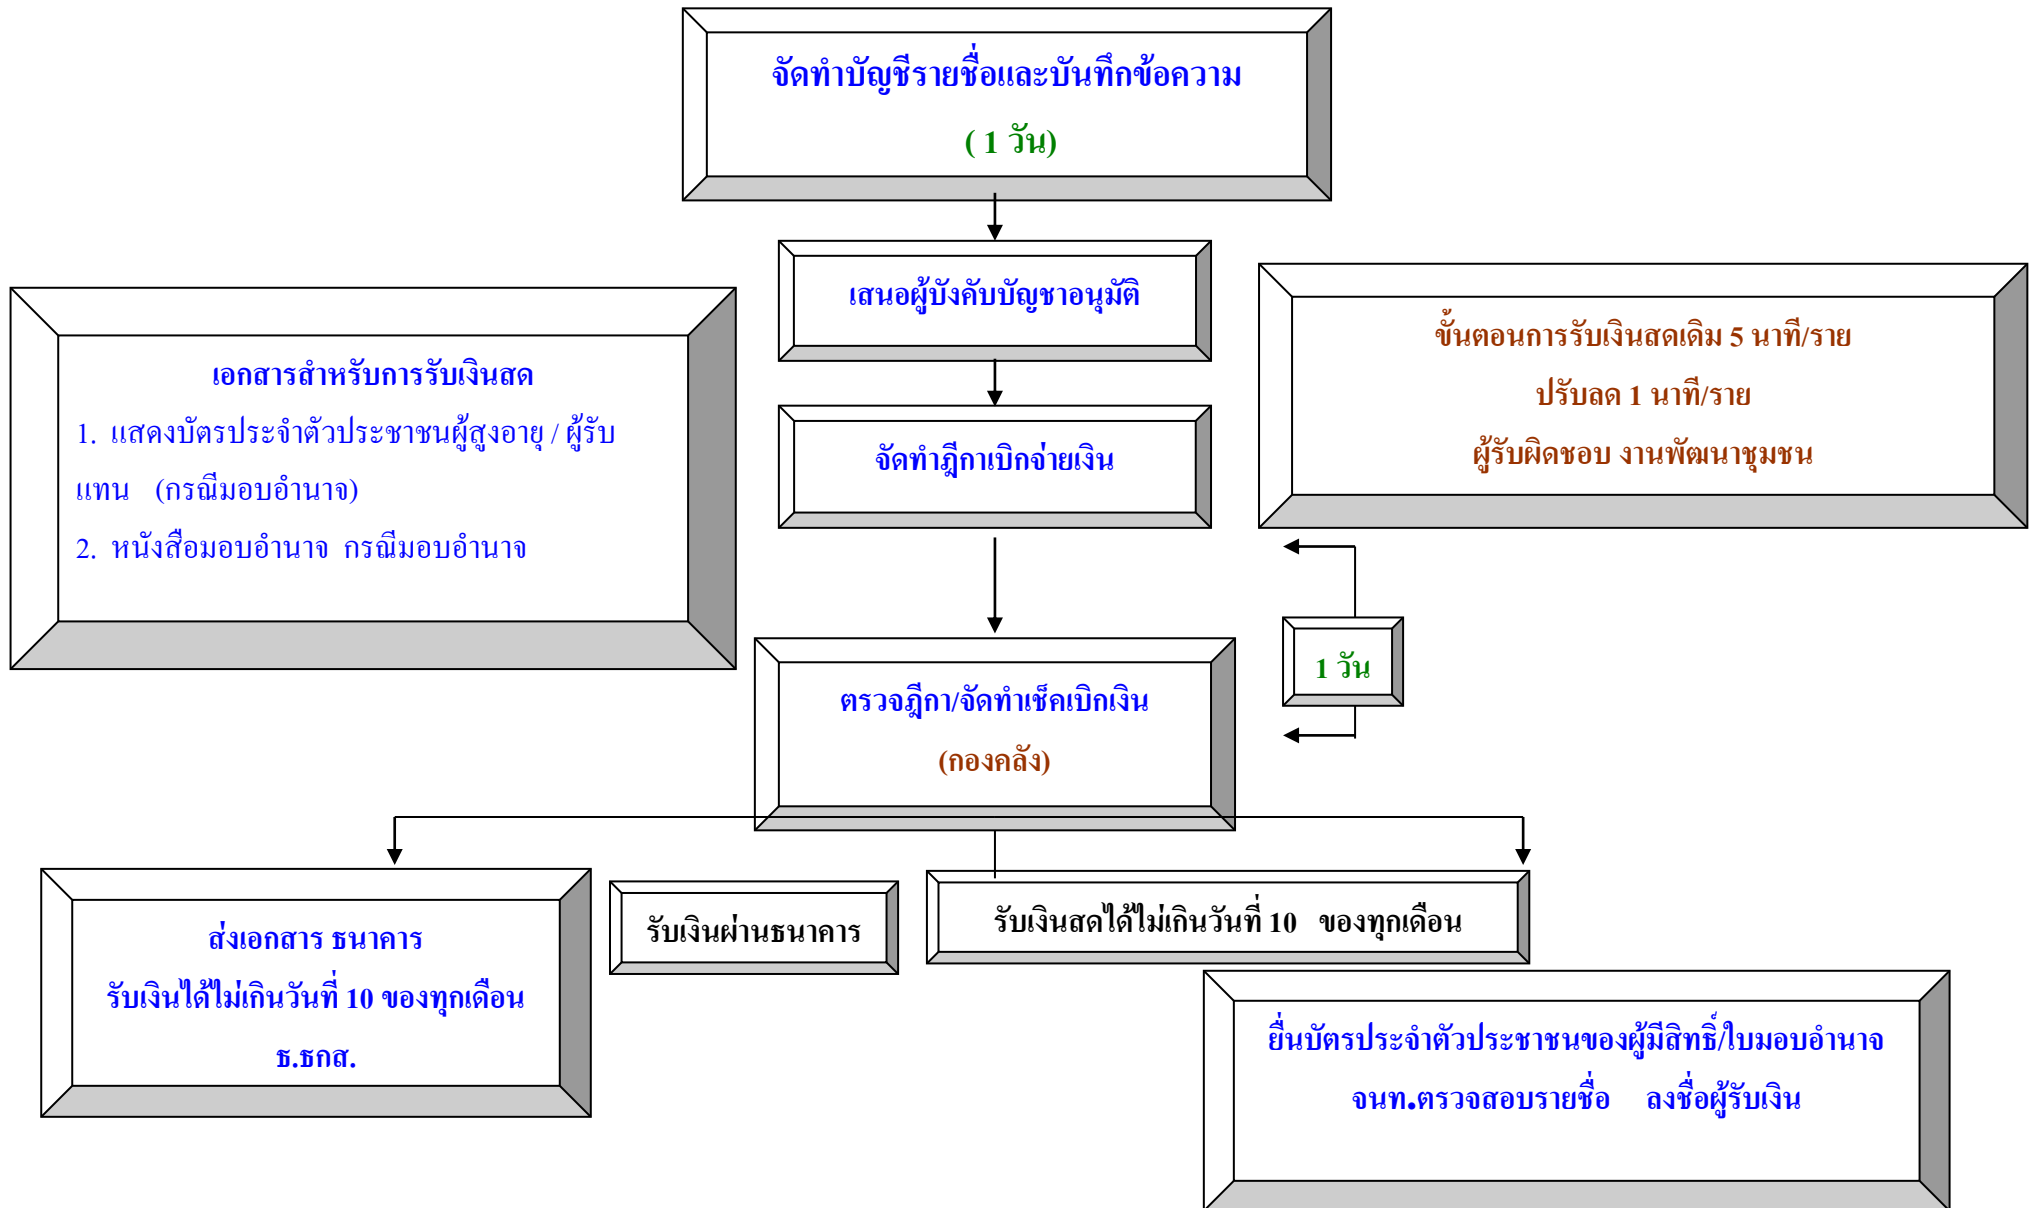 จัดทำบัญชีรายชื่อและบันทึกข้อความ
( 1 วัน)
เสนอผู้บังคับบัญชาอนุมัติ
เอกสารสำหรับการรับเงินสด
1. แสดงบัตรประจำตัวประชาชนผู้สูงอายุ / ผู้รับ
แทน (กรณีมอบอำนาจ)
2. หนังสือมอบอำนาจ กรณีมอบอำนาจ
จัดทำฎีกาเบิกจ่ายเงิน
ขั้นตอนการรับเงินสดเดิม 5 นาที/ราย
ปรับลด 1 นาที/ราย
ผู้รับผิดชอบ งานพัฒนาชุมชน
1 วัน
ตรวจฎีกา/จัดทำเช็คเบิกเงิน
(กองคลัง)
ส่งเอกสาร ธนาคาร
รับเงินได้ไม่เกินวันที่ 10 ของทุกเดือน
ธ.ธกส.
รับเงินผ่านธนาคาร
รับเงินสดได้ไม่เกินวันที่ 10 ของทุกเดือน
ยื่นบัตรประจำตัวประชาชนของผู้มีสิทธิ์/ใบมอบอำนาจ
จนท.ตรวจสอบรายชื่อ ลงชื่อผู้รับเงิน